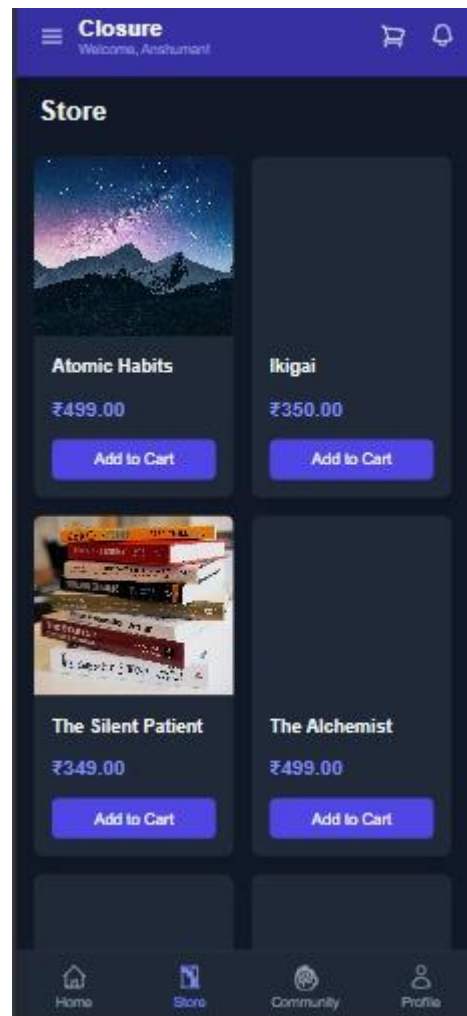 Closure
Welcome, Anshuman!
Store
Atomic Habits
₹499.00
Add to Cart
Ikigai
₹350.00
Add to Cart
The Silent Patient
₹349.00
Add to Cart
The Alchemist
₹499.00
Add to Cart
Home
Store
Community
Profile